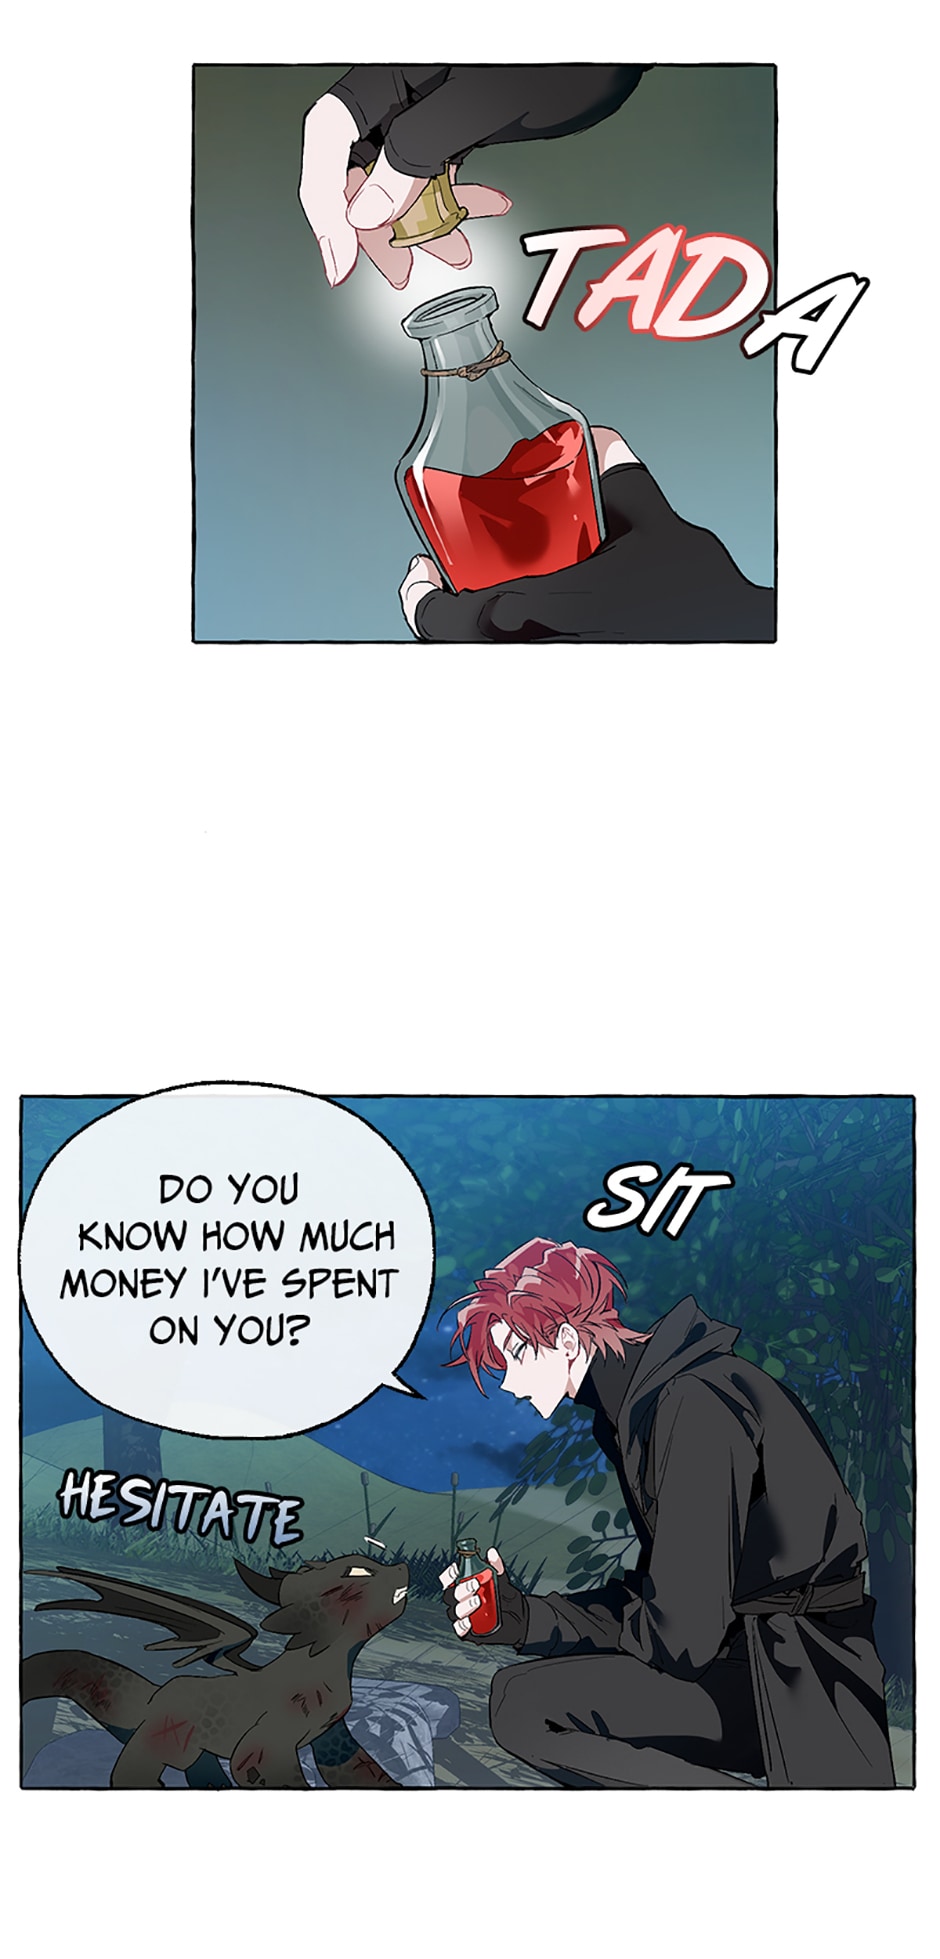 TADA
SIT
DO YOU
KNOW HOW MUCH
MONEY I'VE SPENT
ON YOU?
HESITATE